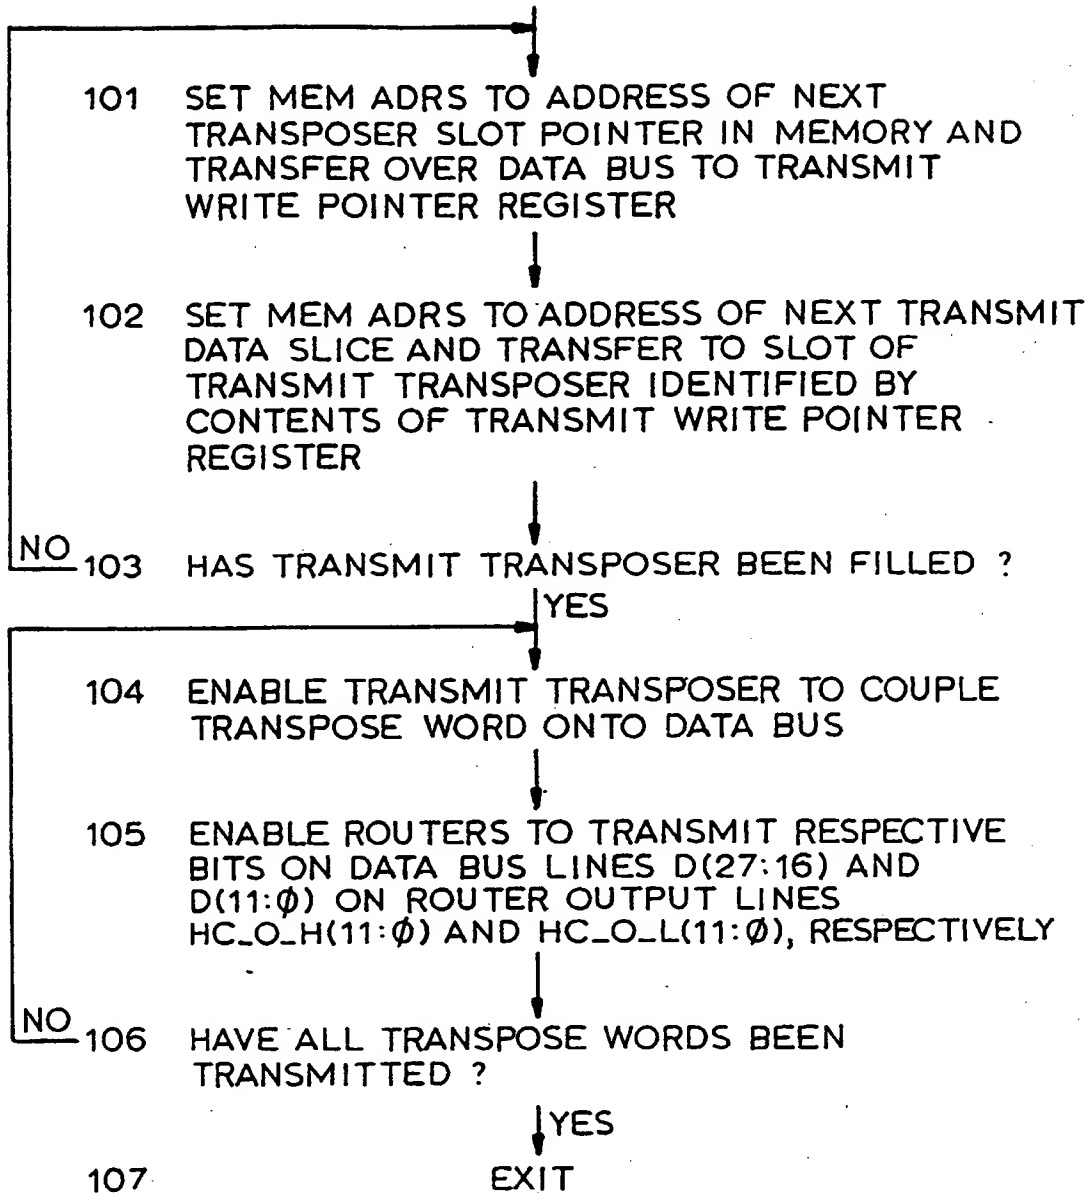 101 SET MEM ADRS TO ADDRESS OF NEXT
TRANSPOSER SLOT POINTER IN MEMORY AND
TRANSFER OVER DATA BUS TO TRANSMIT
WRITE POINTER REGISTER
102 SET MEM ADRS TO ADDRESS OF NEXT TRANSMIT
DATA SLICE AND TRANSFER TO SLOT OF
TRANSMIT TRANSPOSER IDENTIFIED BY
CONTENTS OF TRANSMIT WRITE POINTER
REGISTER
NO 103 HAS TRANSMIT TRANSPOSER BEEN FILLED ?
YES
104 ENABLE TRANSMIT TRANSPOSER TO COUPLE
TRANSPOSE WORD ONTO DATA BUS
105 ENABLE ROUTERS TO TRANSMIT RESPECTIVE
BITS ON DATA BUS LINES D(27:16) AND
D(11:∅) ON ROUTER OUTPUT LINES
HC_O_H(11:∅) AND HC_O_L(11:∅), RESPECTIVELY
NO 106 HAVE ALL TRANSPOSE WORDS BEEN
TRANSMITTED ?
YES
107 EXIT